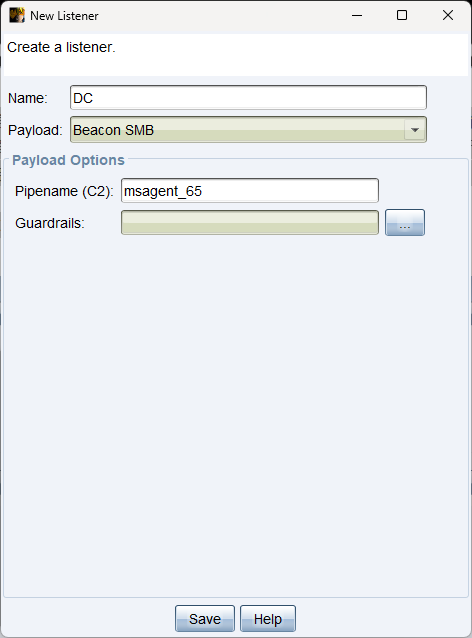 New Listener
Create a listener.
Name: DC
Payload: Beacon SMB
Payload Options
Pipename (C2): msagent_65
Guardrails: ...
Save Help